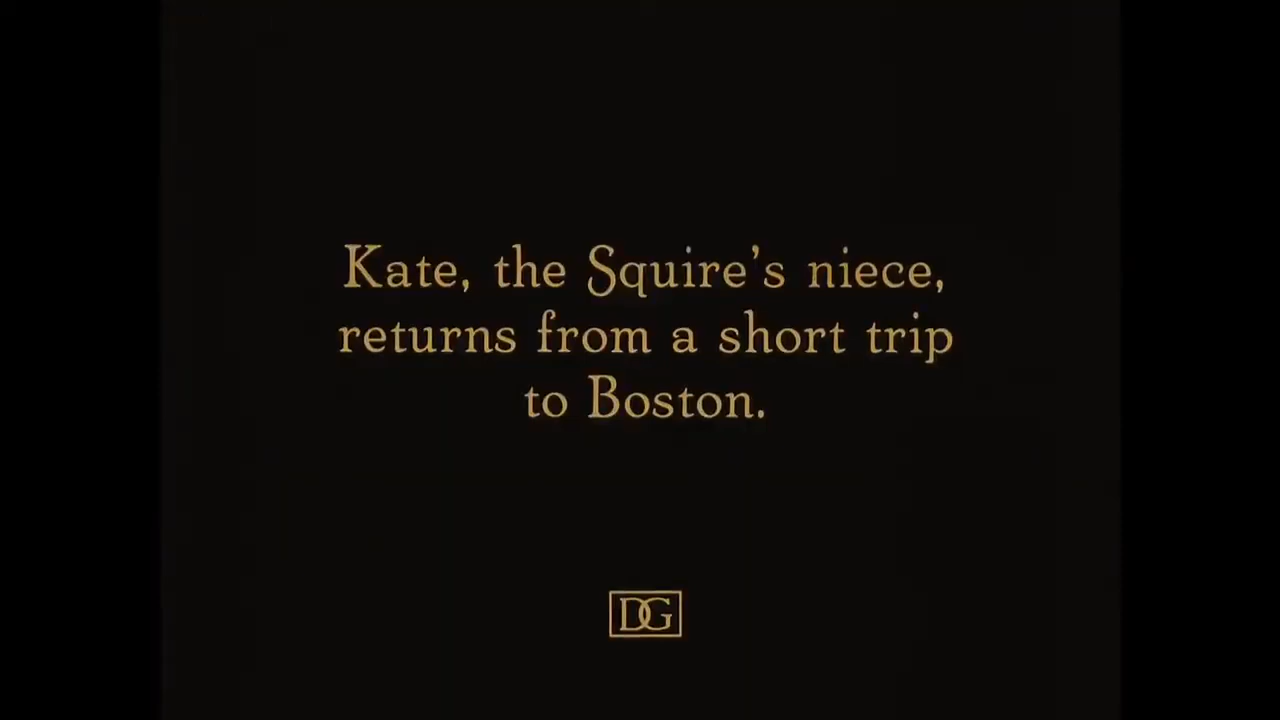 Kate, the Squire's niece,
returns from a short trip
to Boston.
DG